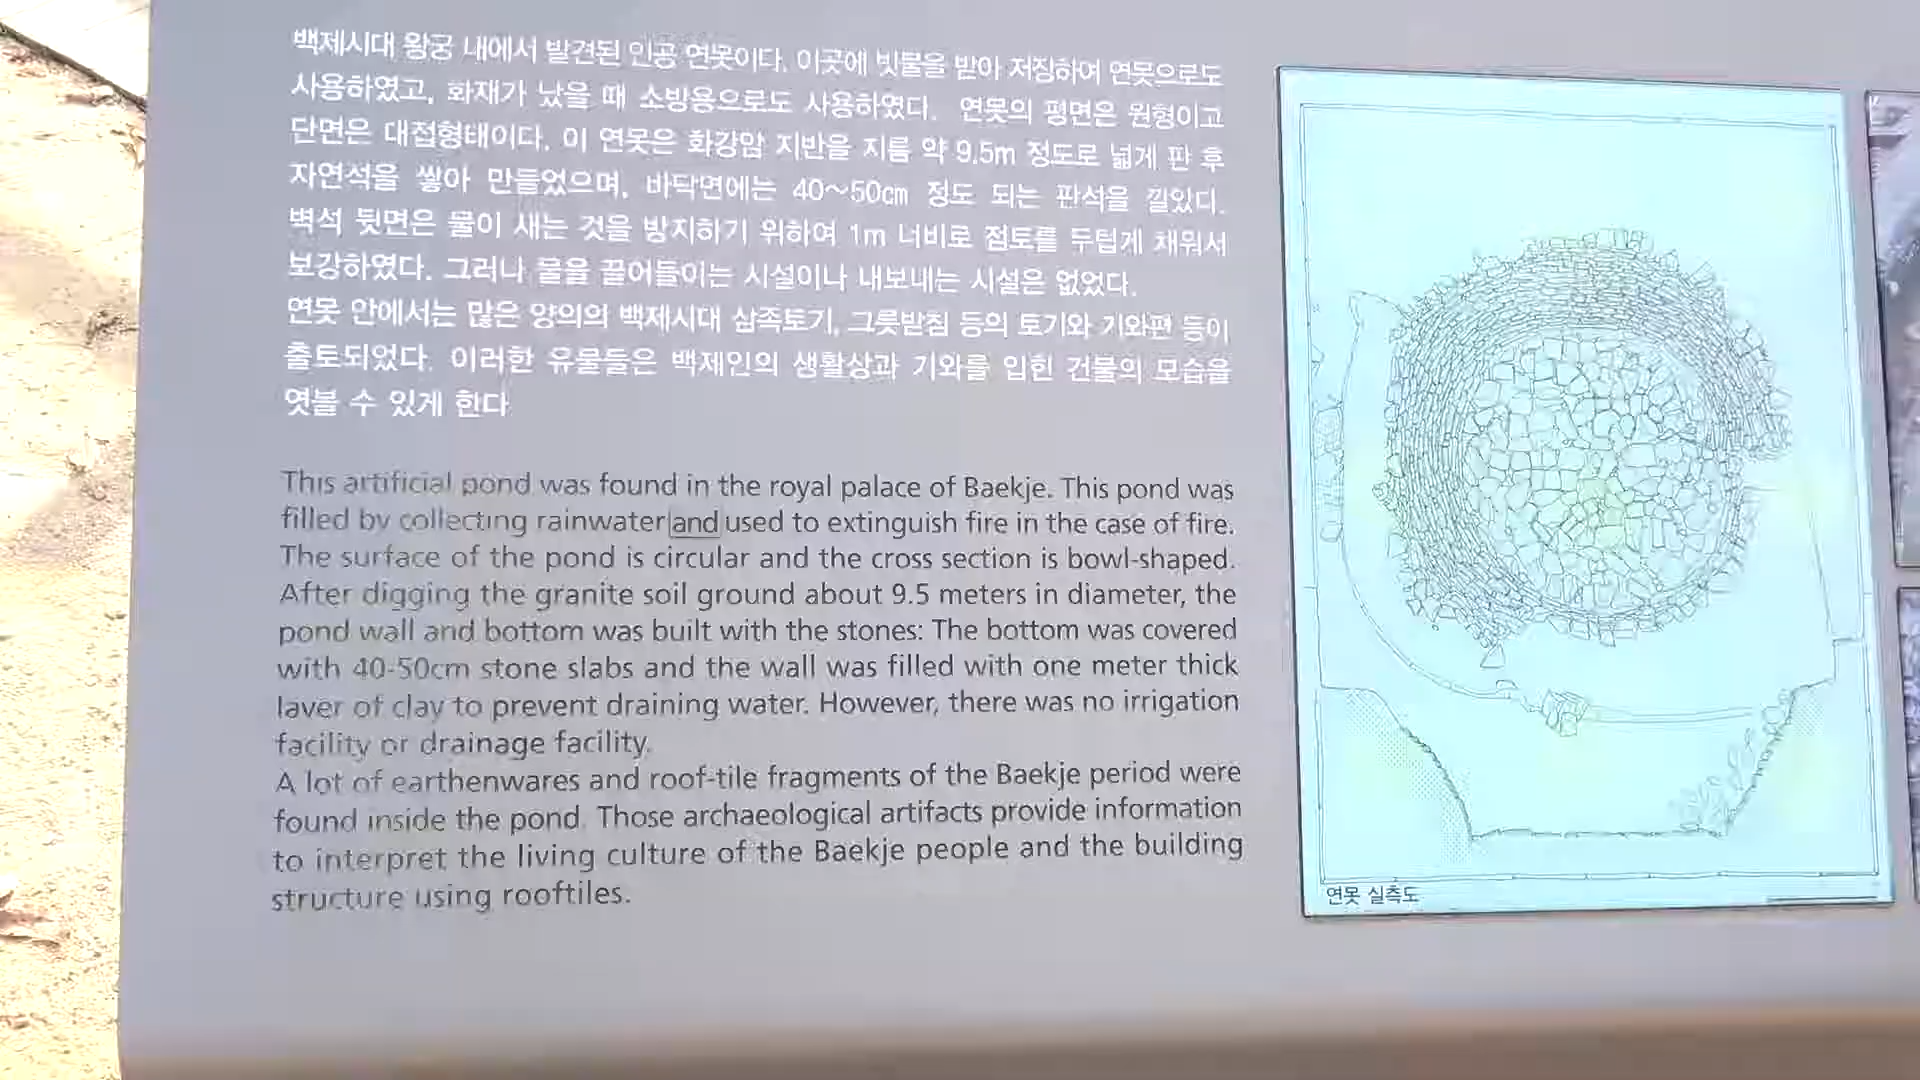 백제시대 왕궁 내에서 발견된 인공 연못이다. 이곳에 빗물을 받아 저장하여 연못으로도
사용하였고, 화재가 났을 때 소방용으로도 사용하였다. 연못의 평면은 원형이고
단면은 대접형태이다. 이 연못은 화강암 지반을 지름 약 9.5m 정도로 넓게 판 후
자연석을 쌓아 만들었으며, 바닥면에는 40~50㎝ 정도 되는 판석을 깔았다.
벽석 뒷면은 물이 새는 것을 방지하기 위하여 1m 너비로 점토를 두텁게 채워서
보강하였다. 그러나 물을 끌어들이는 시설이나 내보내는 시설은 없었다.
연못 안에서는 많은 양의의 백제시대 삼족토기, 그릇받침 등의 토기와 기와편 등이
출토되었다. 이러한 유물들은 백제인의 생활상과 기와를 입힌 건물의 모습을
엿볼 수 있게 한다
This artificial pond was found in the royal palace of Baekje. This pond was
filled by collecting rainwater and used to extinguish fire in the case of fire.
The surface of the pond is circular and the cross section is bowl-shaped.
After digging the granite soil ground about 9.5 meters in diameter, the
pond wall and bottom was built with the stones: The bottom was covered
with 40-50cm stone slabs and the wall was filled with one meter thick
layer of clay to prevent draining water. However, there was no irrigation
facility or drainage facility.
A lot of earthenwares and roof-tile fragments of the Baekje period were
found inside the pond. Those archaeological artifacts provide information
to interpret the living culture of the Baekje people and the building
structure using rooftiles.
연못 실측도